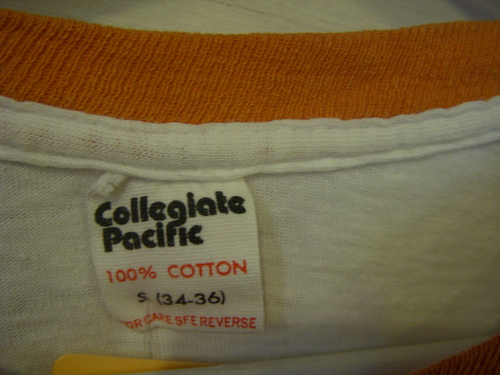 Collegiate
Pacific
100% COTTON
S (34-36)
FOR CARE SEE REVERSE